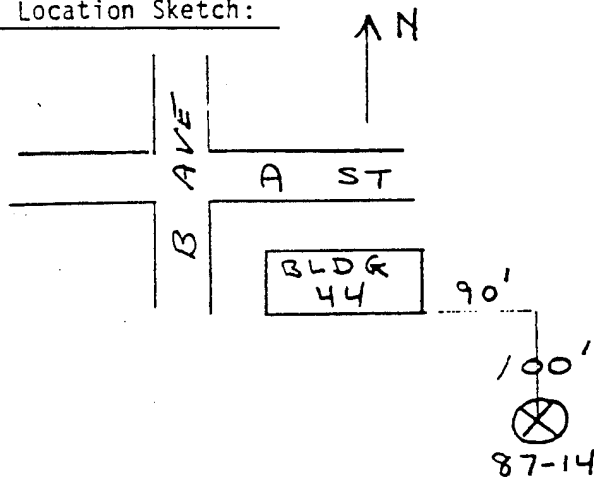 Location Sketch:
N
B AVE
A ST
BLDG
44
90'
100'
87-14